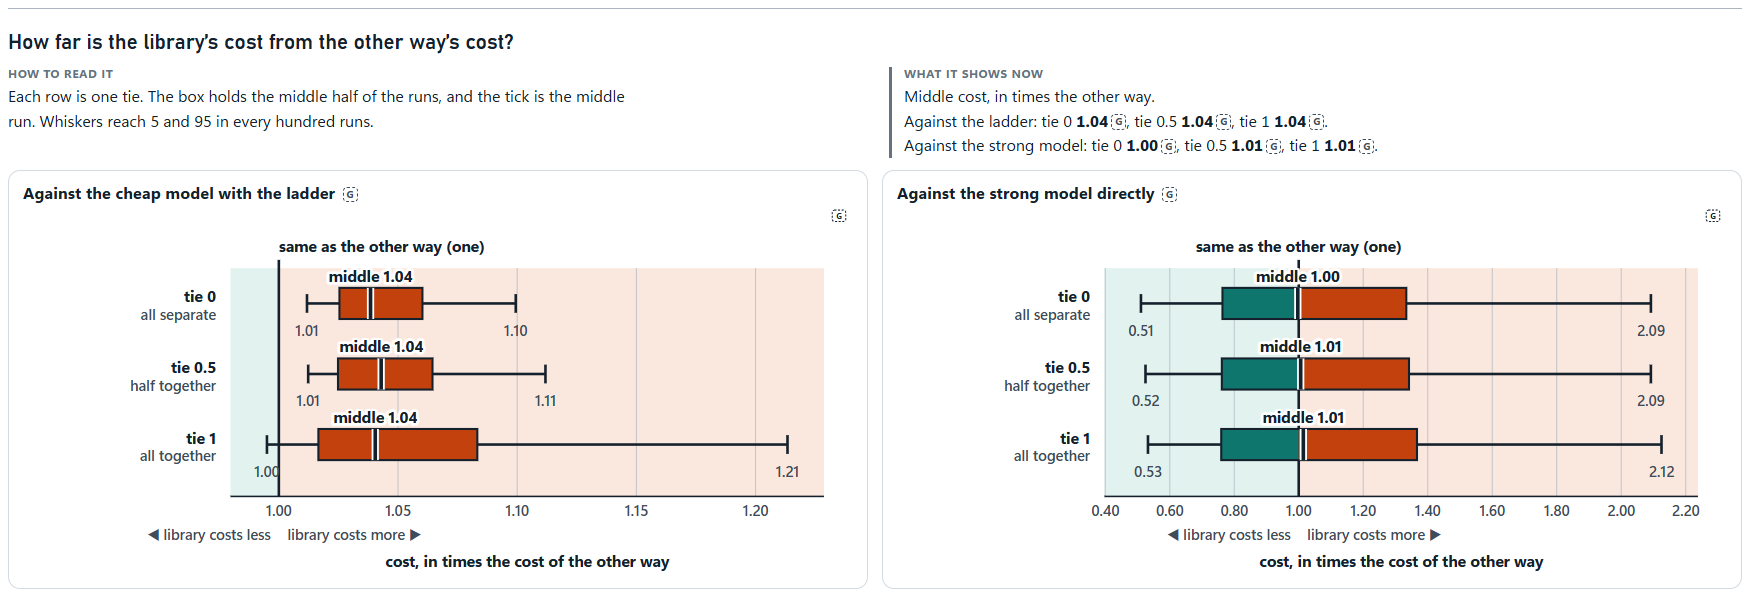 How far is the library's cost from the other way's cost?
HOW TO READ IT
Each row is one tie. The box holds the middle half of the runs, and the tick is the middle
run. Whiskers reach 5 and 95 in every hundred runs.
WHAT IT SHOWS NOW
Middle cost, in times the other way.
Against the ladder: tie 0 1.04 G, tie 0.5 1.04 G, tie 1 1.04 G.
Against the strong model: tie 0 1.00 G, tie 0.5 1.01 G, tie 1 1.01 G.
Against the cheap model with the ladder G
G
same as the other way (one)
middle 1.04
tie 0
all separate
1.01
1.10
middle 1.04
tie 0.5
half together
1.01
1.11
middle 1.04
tie 1
all together
1.00
1.21
1.00 1.05 1.10 1.15 1.20
◀ library costs less library costs more ▶
cost, in times the cost of the other way
Against the strong model directly G
G
same as the other way (one)
middle 1.00
tie 0
all separate
0.51
2.09
middle 1.01
tie 0.5
half together
0.52
2.09
middle 1.01
tie 1
all together
0.53
2.12
0.40 0.60 0.80 1.00 1.20 1.40 1.60 1.80 2.00 2.20
◀ library costs less library costs more ▶
cost, in times the cost of the other way